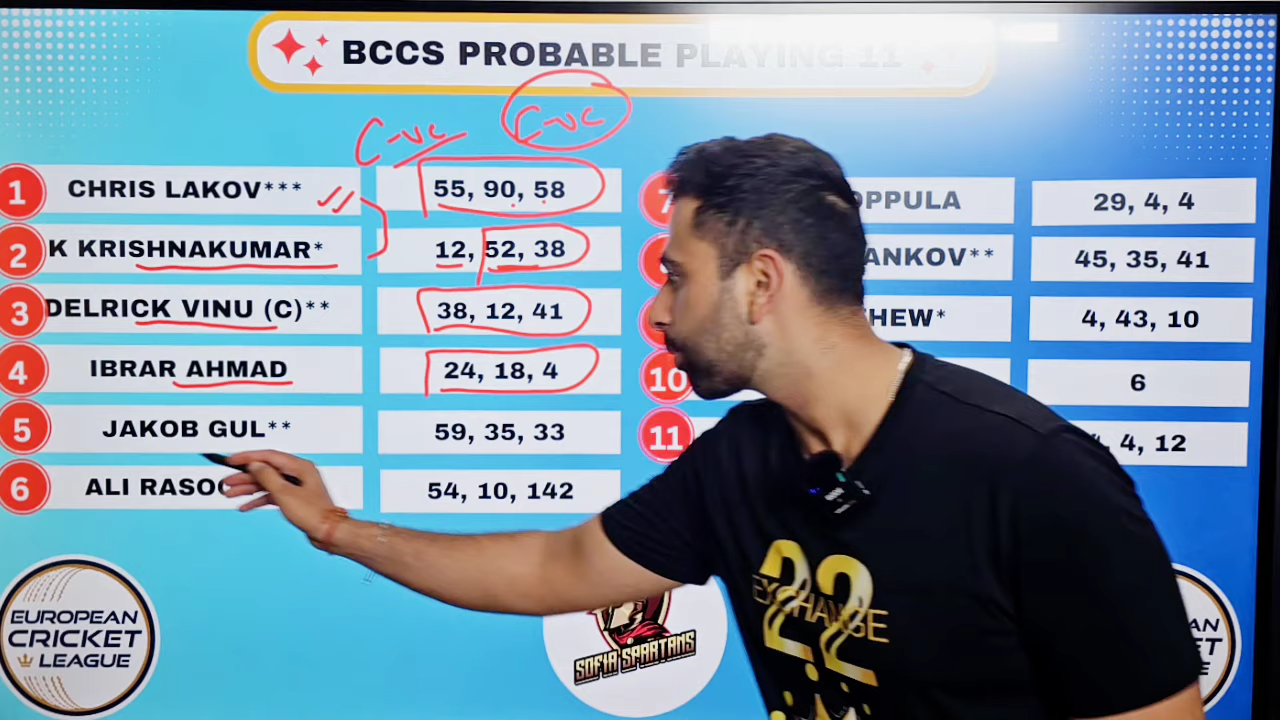 BCCS PROBABLE PLAYING 11
C-VC
C-VC
1 CHRIS LAKOV*** 55, 90, 58
2 K KRISHNAKUMAR* 12, 52, 38
3 DELRICK VINU (C)** 38, 12, 41
4 IBRAR AHMAD 24, 18, 4
5 JAKOB GUL** 59, 35, 33
6 ALI RASOO 54, 10, 142
7 OPPULA 29, 4, 4
ANKOV** 45, 35, 41
HEW* 4, 43, 10
10 6
11 4, 12
EUROPEAN
CRICKET
LEAGUE
SOFIA SPARTANS
22
EXCHANGE